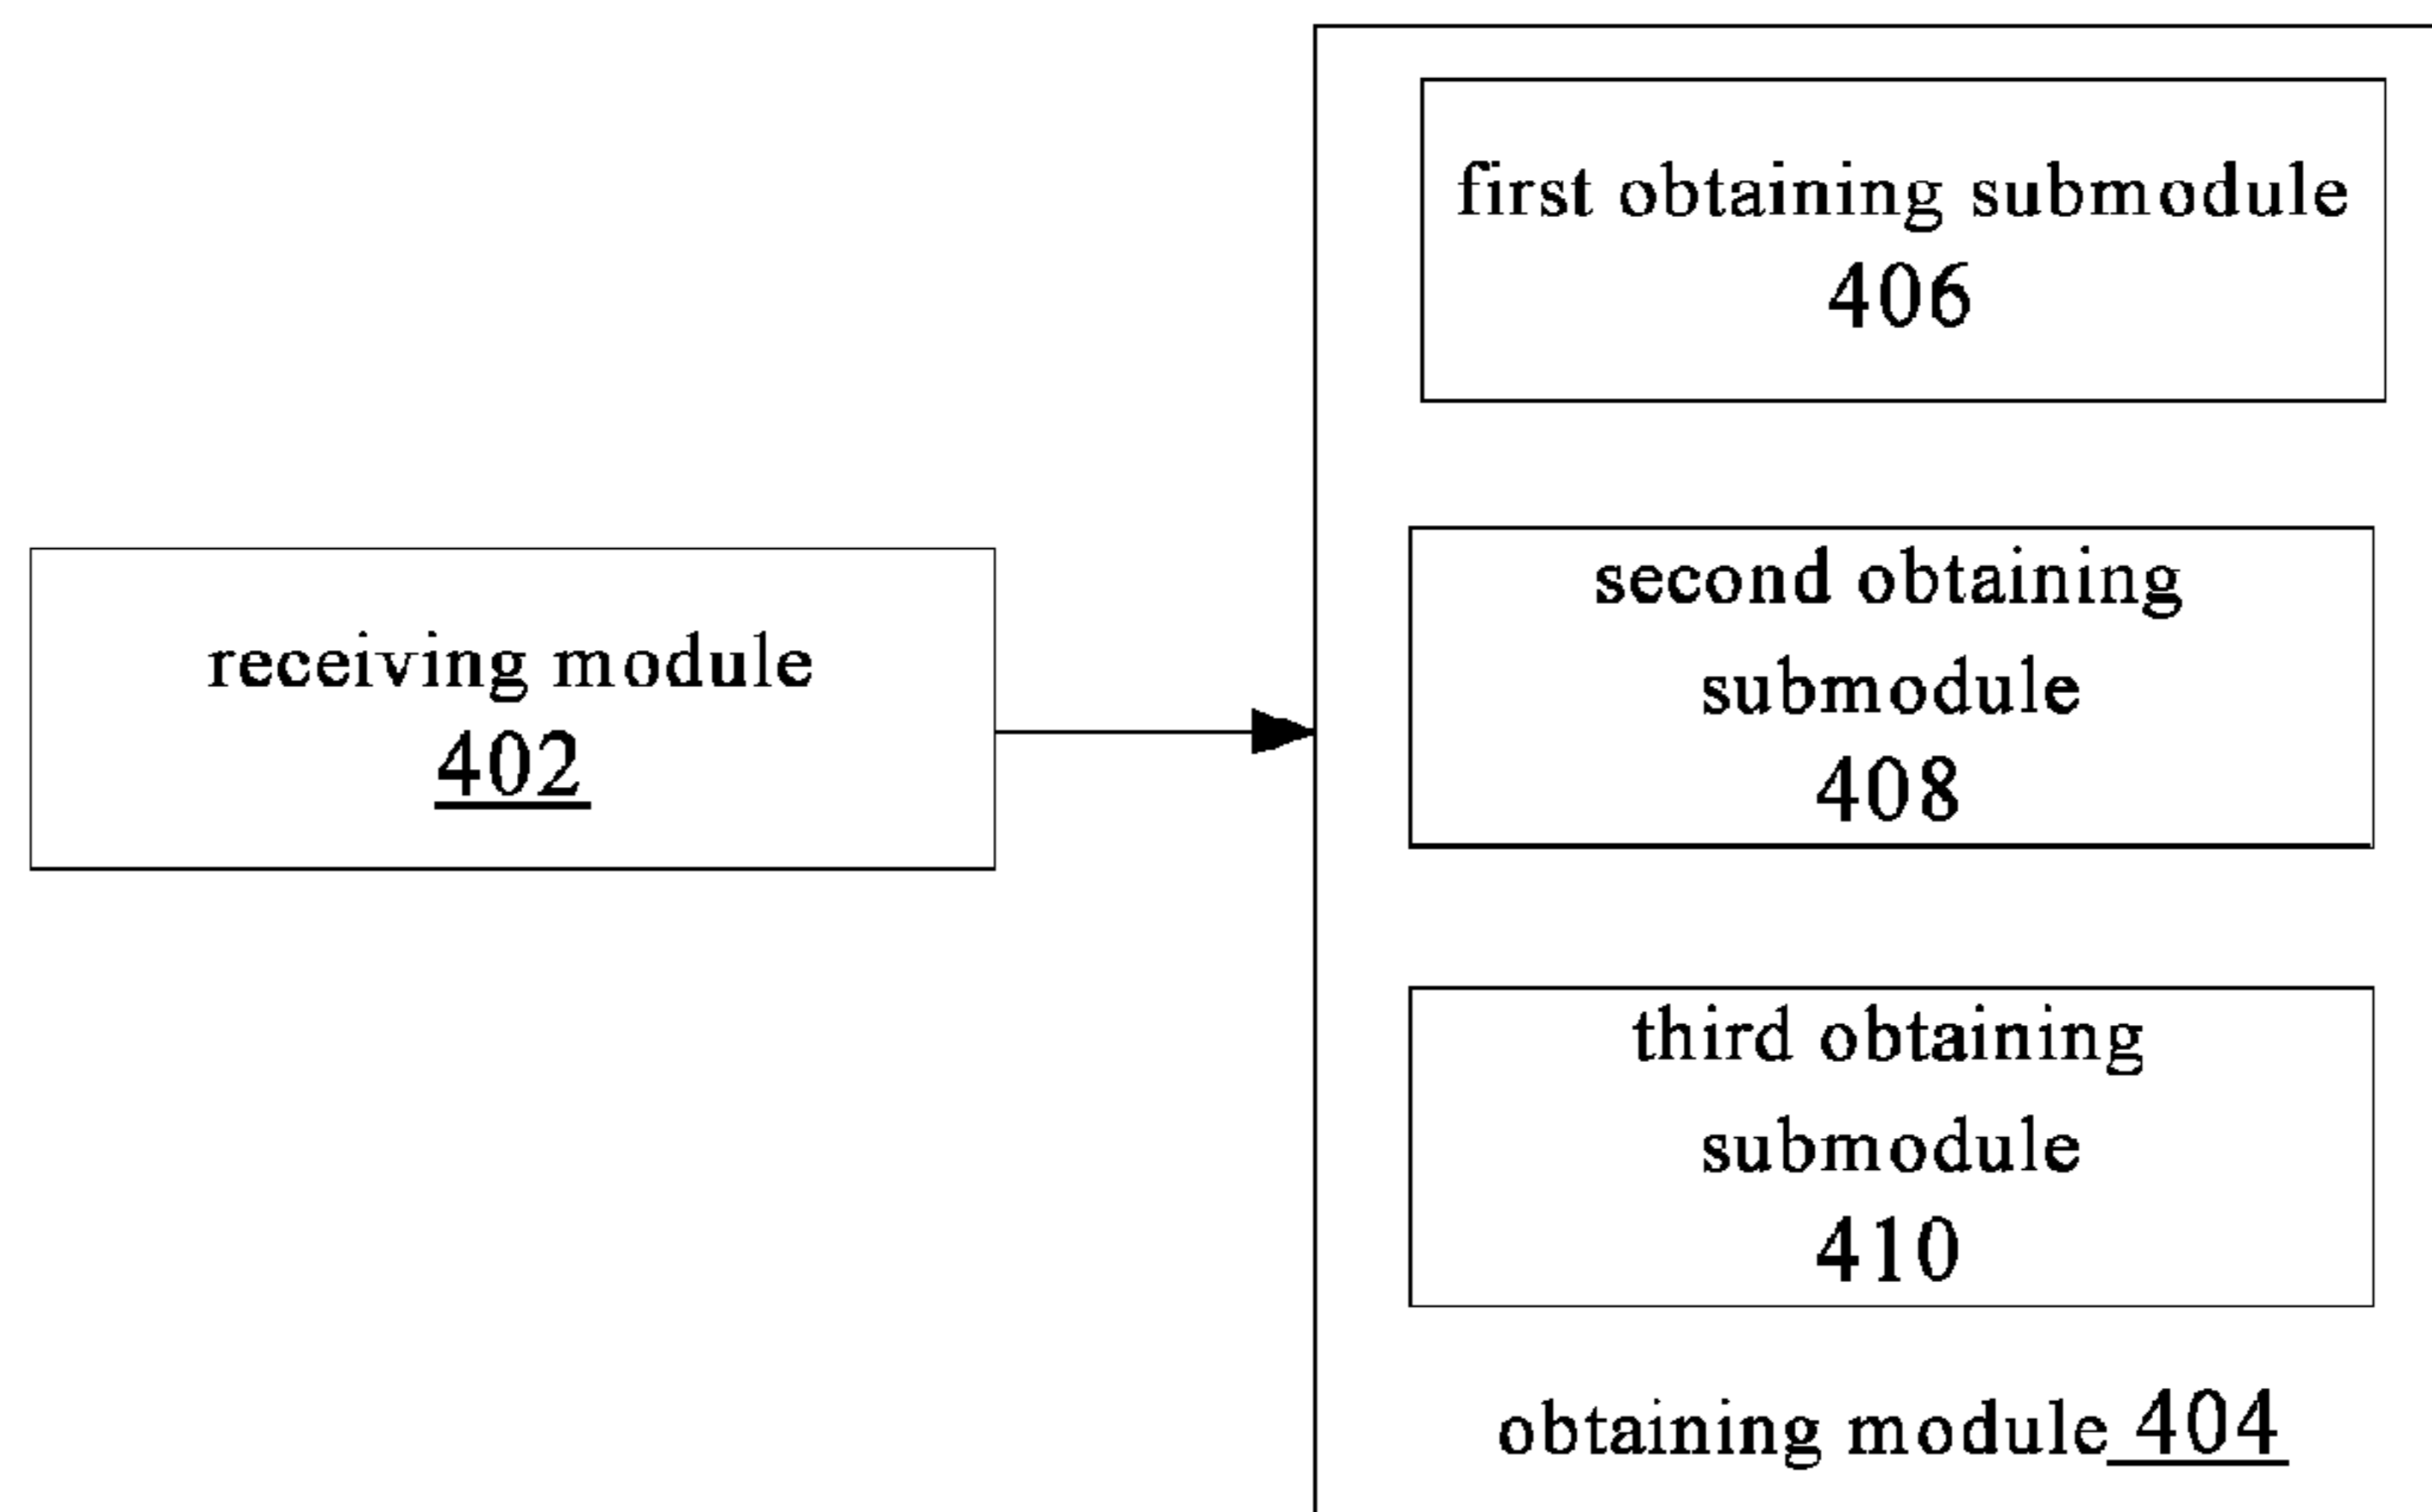 first obtaining submodule
406
receiving module
402
second obtaining
submodule
408
third obtaining
submodule
410
obtaining module 404